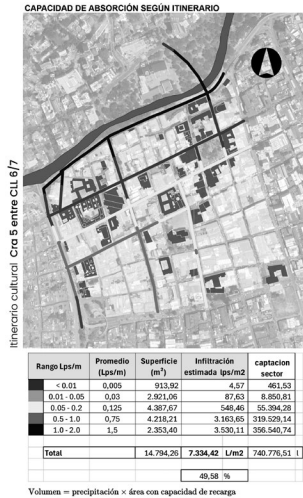 CAPACIDAD DE ABSORCIÓN SEGÚN ITINERARIO
Itinerario cultural Cra 5 entre CLL 6/7
Rango Lps/m Promedio (Lps/m) Superficie (m²) Infiltración estimada lps/m2 captacion sector
< 0.01 0,005 913,92 4,57 461,53
0.01 - 0.05 0,03 2.921,06 87,63 8.850,81
0.05 - 0.2 0,125 4.387,67 548,46 55.394,28
0.5 - 1.0 0,75 4.218,21 3.163,65 319.529,14
1.0 - 2.0 1,5 2.353,40 3.530,11 356.540,74
Total 14.794,26 7.334,42 L/m2 740.776,51 l
49,58 %
Volumen = precipitación × área con capacidad de recarga